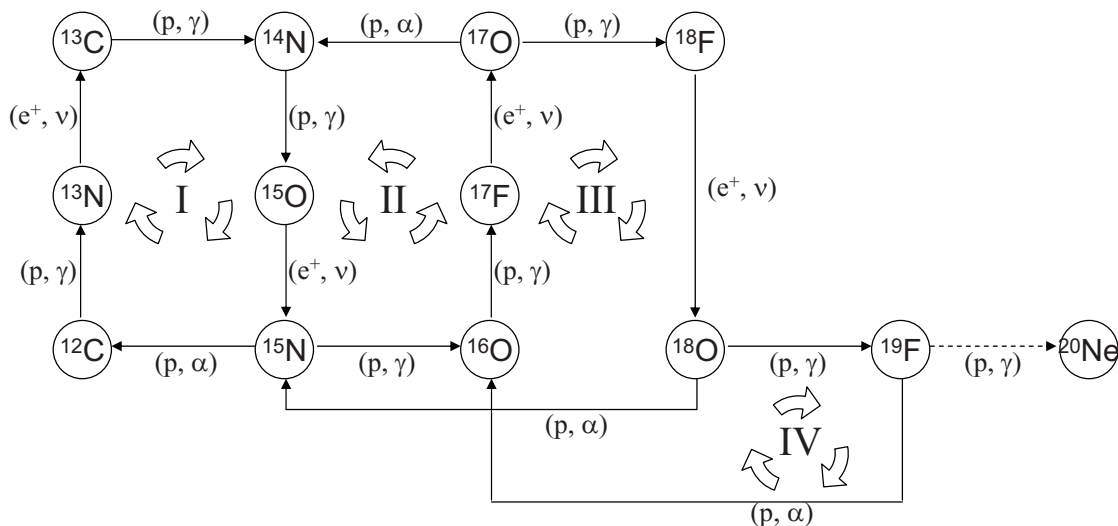 (p, γ) (p, α) (p, γ)
¹³C ¹⁴N ¹⁷O ¹⁸F
(e⁺, ν) (p, γ) (e⁺, ν)
¹³N I ¹⁵O II ¹⁷F III (e⁺, ν)
(p, γ) (e⁺, ν) (p, γ)
¹²C ¹⁵N ¹⁶O ¹⁸O ¹⁹F ²⁰Ne
(p, α) (p, γ) (p, γ) (p, γ)
(p, α)
IV
(p, α)